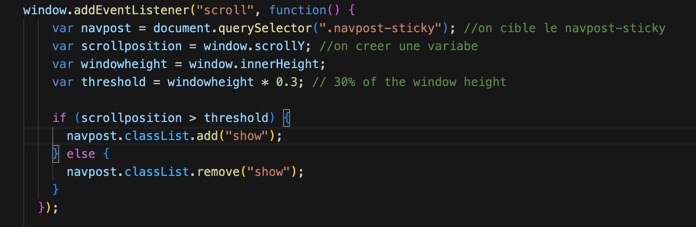 window.addEventListener("scroll", function() {
var navpost = document.querySelector(".navpost-sticky"); //on cible le navpost-sticky
var scrollposition = window.scrollY; //on creer une variabe
var windowheight = window.innerHeight;
var threshold = windowheight * 0.3; // 30% of the window height
if (scrollposition > threshold) {
navpost.classList.add("show");
} else {
navpost.classList.remove("show");
}
});